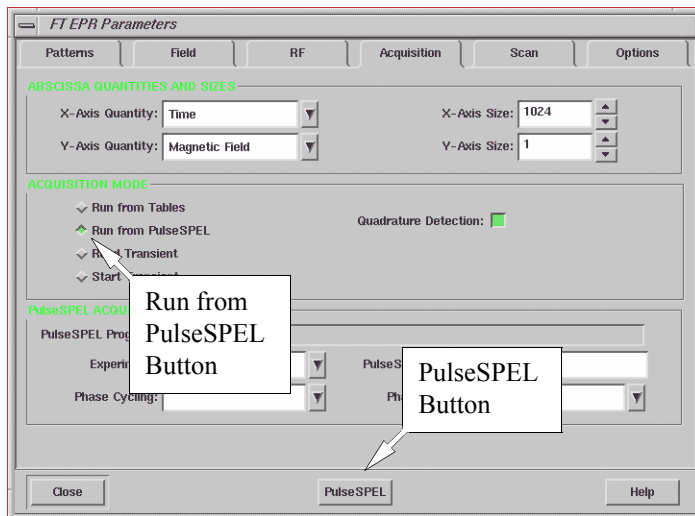 FT EPR Parameters
Patterns Field RF Acquisition Scan Options
ABSCISSA QUANTITIES AND SIZES
X-Axis Quantity: Time X-Axis Size: 1024
Y-Axis Quantity: Magnetic Field Y-Axis Size: 1
ACQUISITION MODE
Run from Tables
Quadrature Detection:
Run from PulseSPEL
Transient
Start
PulseSPEL
PulseSPEL
Phase Cycling:
Run from
PulseSPEL
Button
PulseSPEL
Button
Close PulseSPEL Help